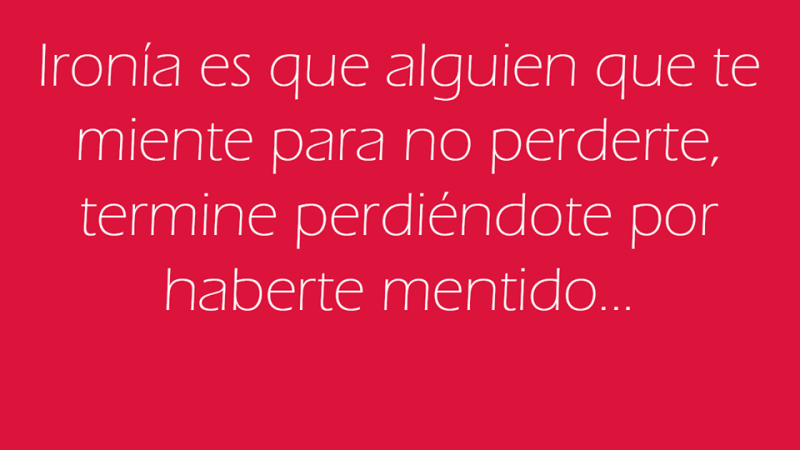 Ironía es que alguien que te
miente para no perderte,
termine perdiéndote por
haberte mentido...